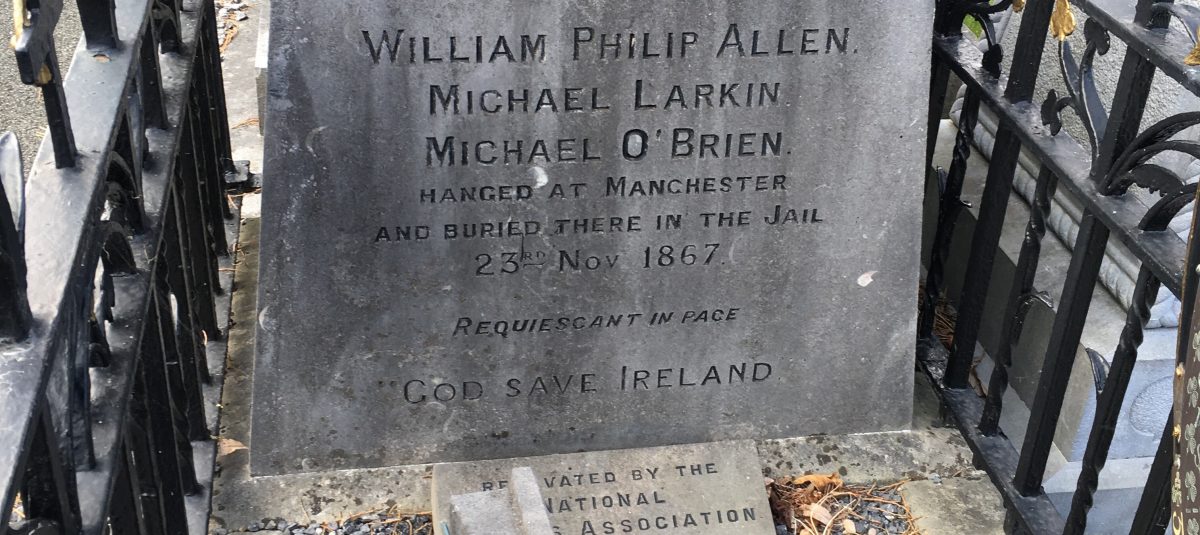 William Philip Allen.
Michael Larkin
Michael O'Brien.
hanged at Manchester
and buried there in the Jail
23rd Nov 1867.
Requiescant in pace
God save Ireland
by the
National
Association